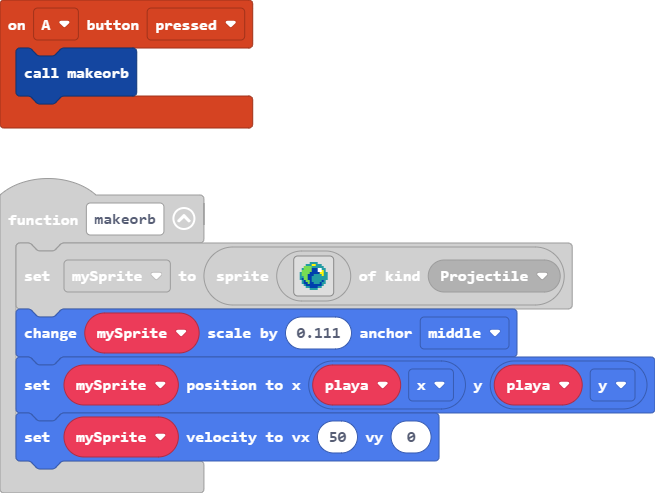 on A button pressed
call makeorb
function makeorb
set mySprite to sprite of kind Projectile
change mySprite scale by 0.111 anchor middle
set mySprite position to x playa x y playa y
set mySprite velocity to vx 50 vy 0